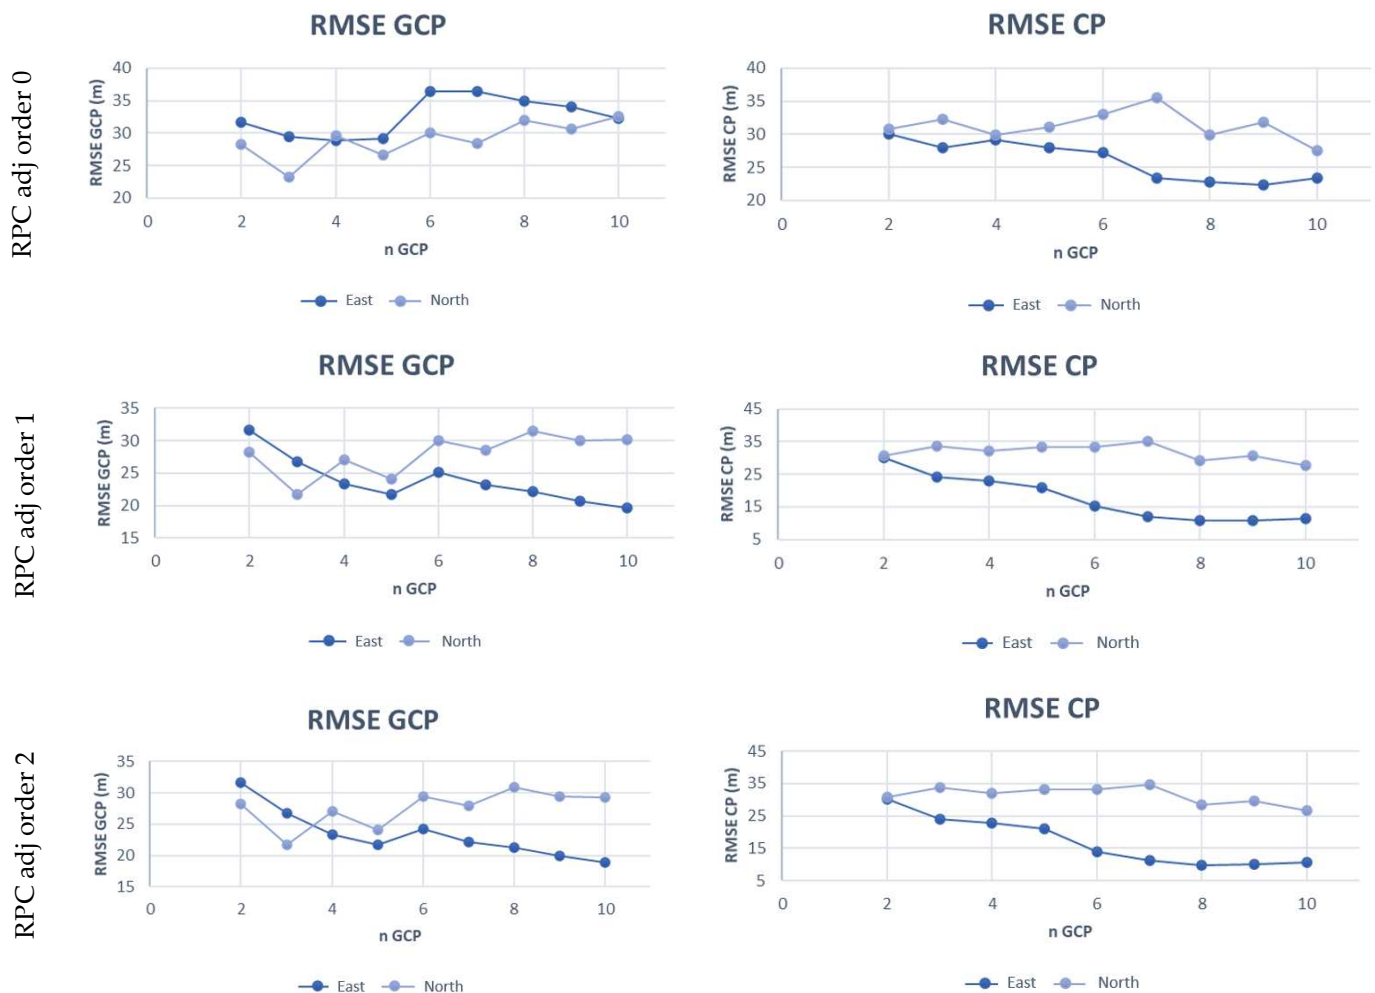 RPC adj order 0
RMSE GCP
RMSE GCP (m)
40
35
30
25
20
0 2 4 6 8 10
n GCP
East North
RMSE CP
RMSE CP (m)
40
35
30
25
20
0 2 4 6 8 10
n GCP
East North
RPC adj order 1
RMSE GCP
RMSE GCP (m)
35
30
25
20
15
0 2 4 6 8 10
n GCP
East North
RMSE CP
RMSE CP (m)
45
35
25
15
5
0 2 4 6 8 10
n GCP
East North
RPC adj order 2
RMSE GCP
RMSE GCP (m)
35
30
25
20
15
0 2 4 6 8 10
n GCP
East North
RMSE CP
RMSE CP (m)
45
35
25
15
5
0 2 4 6 8 10
n GCP
East North